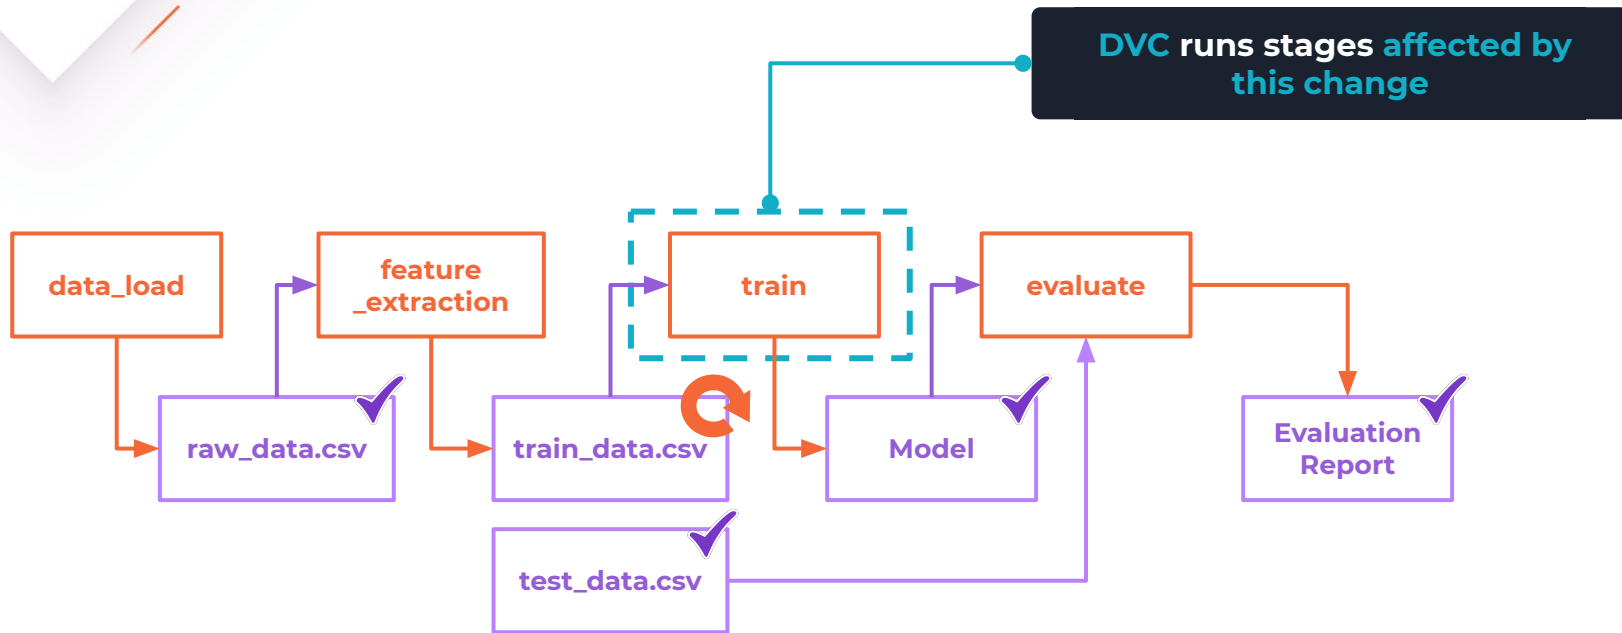 DVC runs stages affected by
this change
data_load
feature
_extraction
train
evaluate
raw_data.csv
train_data.csv
Model
Evaluation
Report
test_data.csv